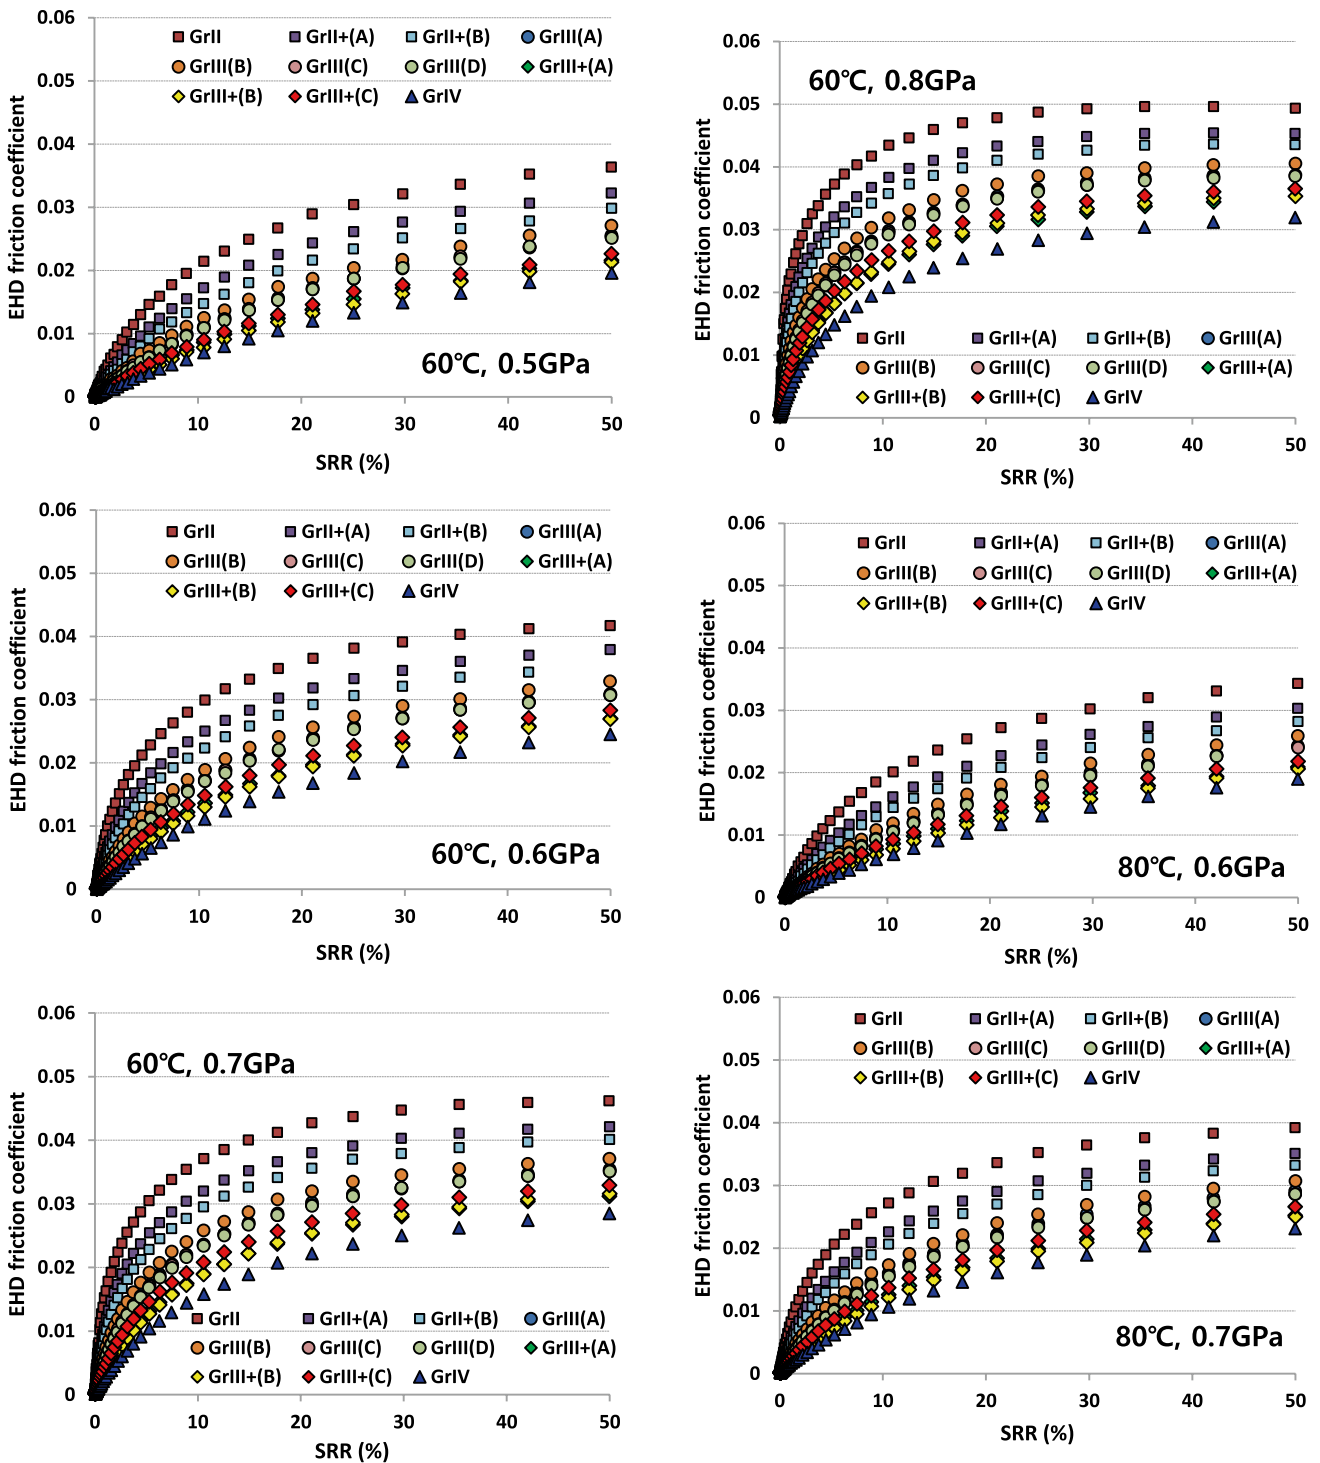 0.06
0.05
0.04
0.03
0.02
0.01
0
EHD friction coefficient
GrII GrII+(A) GrII+(B) GrIII(A)
GrIII(B) GrIII(C) GrIII(D) GrIII+(A)
GrIII+(B) GrIII+(C) GrIV
60℃, 0.5GPa
0 10 20 30 40 50
SRR (%)
0.06
0.05
0.04
0.03
0.02
0.01
0
EHD friction coefficient
60℃, 0.8GPa
GrII GrII+(A) GrII+(B) GrIII(A)
GrIII(B) GrIII(C) GrIII(D) GrIII+(A)
GrIII+(B) GrIII+(C) GrIV
0 10 20 30 40 50
SRR (%)
0.06
0.05
0.04
0.03
0.02
0.01
0
EHD friction coefficient
GrII GrII+(A) GrII+(B) GrIII(A)
GrIII(B) GrIII(C) GrIII(D) GrIII+(A)
GrIII+(B) GrIII+(C) GrIV
60℃, 0.6GPa
0 10 20 30 40 50
SRR (%)
0.06
0.05
0.04
0.03
0.02
0.01
0
EHD friction coefficient
GrII GrII+(A) GrII+(B) GrIII(A)
GrIII(B) GrIII(C) GrIII(D) GrIII+(A)
GrIII+(B) GrIII+(C) GrIV
80℃, 0.6GPa
0 10 20 30 40 50
SRR (%)
0.06
0.05
0.04
0.03
0.02
0.01
0
EHD friction coefficient
60℃, 0.7GPa
GrII GrII+(A) GrII+(B) GrIII(A)
GrIII(B) GrIII(C) GrIII(D) GrIII+(A)
GrIII+(B) GrIII+(C) GrIV
0 10 20 30 40 50
SRR (%)
0.06
0.05
0.04
0.03
0.02
0.01
0
EHD friction coefficient
GrII GrII+(A) GrII+(B) GrIII(A)
GrIII(B) GrIII(C) GrIII(D) GrIII+(A)
GrIII+(B) GrIII+(C) GrIV
80℃, 0.7GPa
0 10 20 30 40 50
SRR (%)